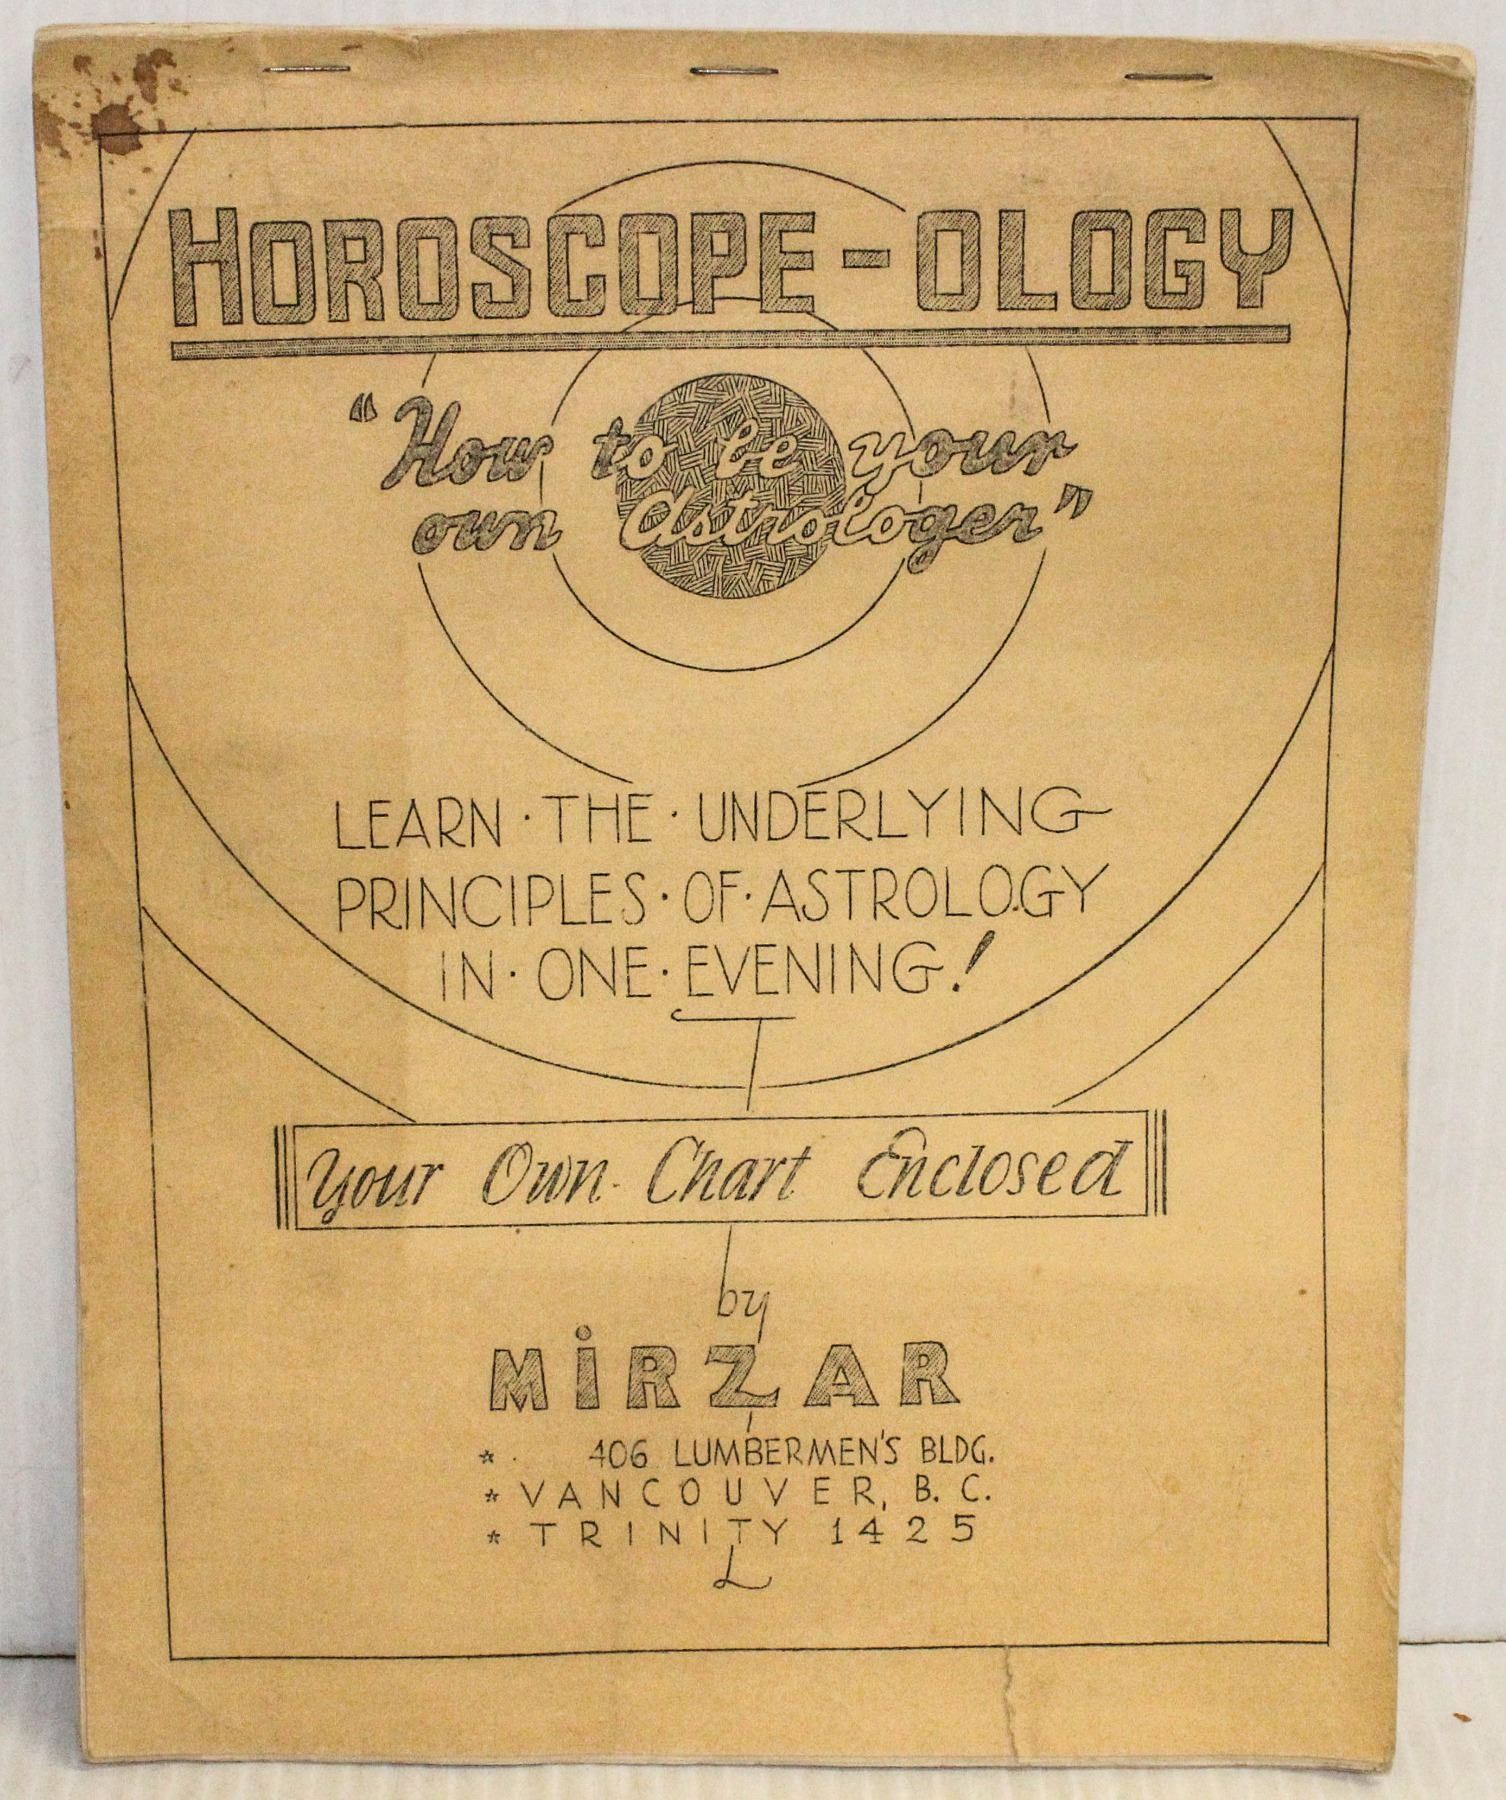 HOROSCOPE-OLOGY
"How to be your
own Astrologer"
LEARN · THE · UNDERLYING
PRINCIPLES · OF · ASTROLOGY
IN · ONE · EVENING!
Your Own Chart Enclosed
by
MiRZAR
* 406 LUMBERMEN'S BLDG.
* VANCOUVER, B. C.
* TRINITY 1425